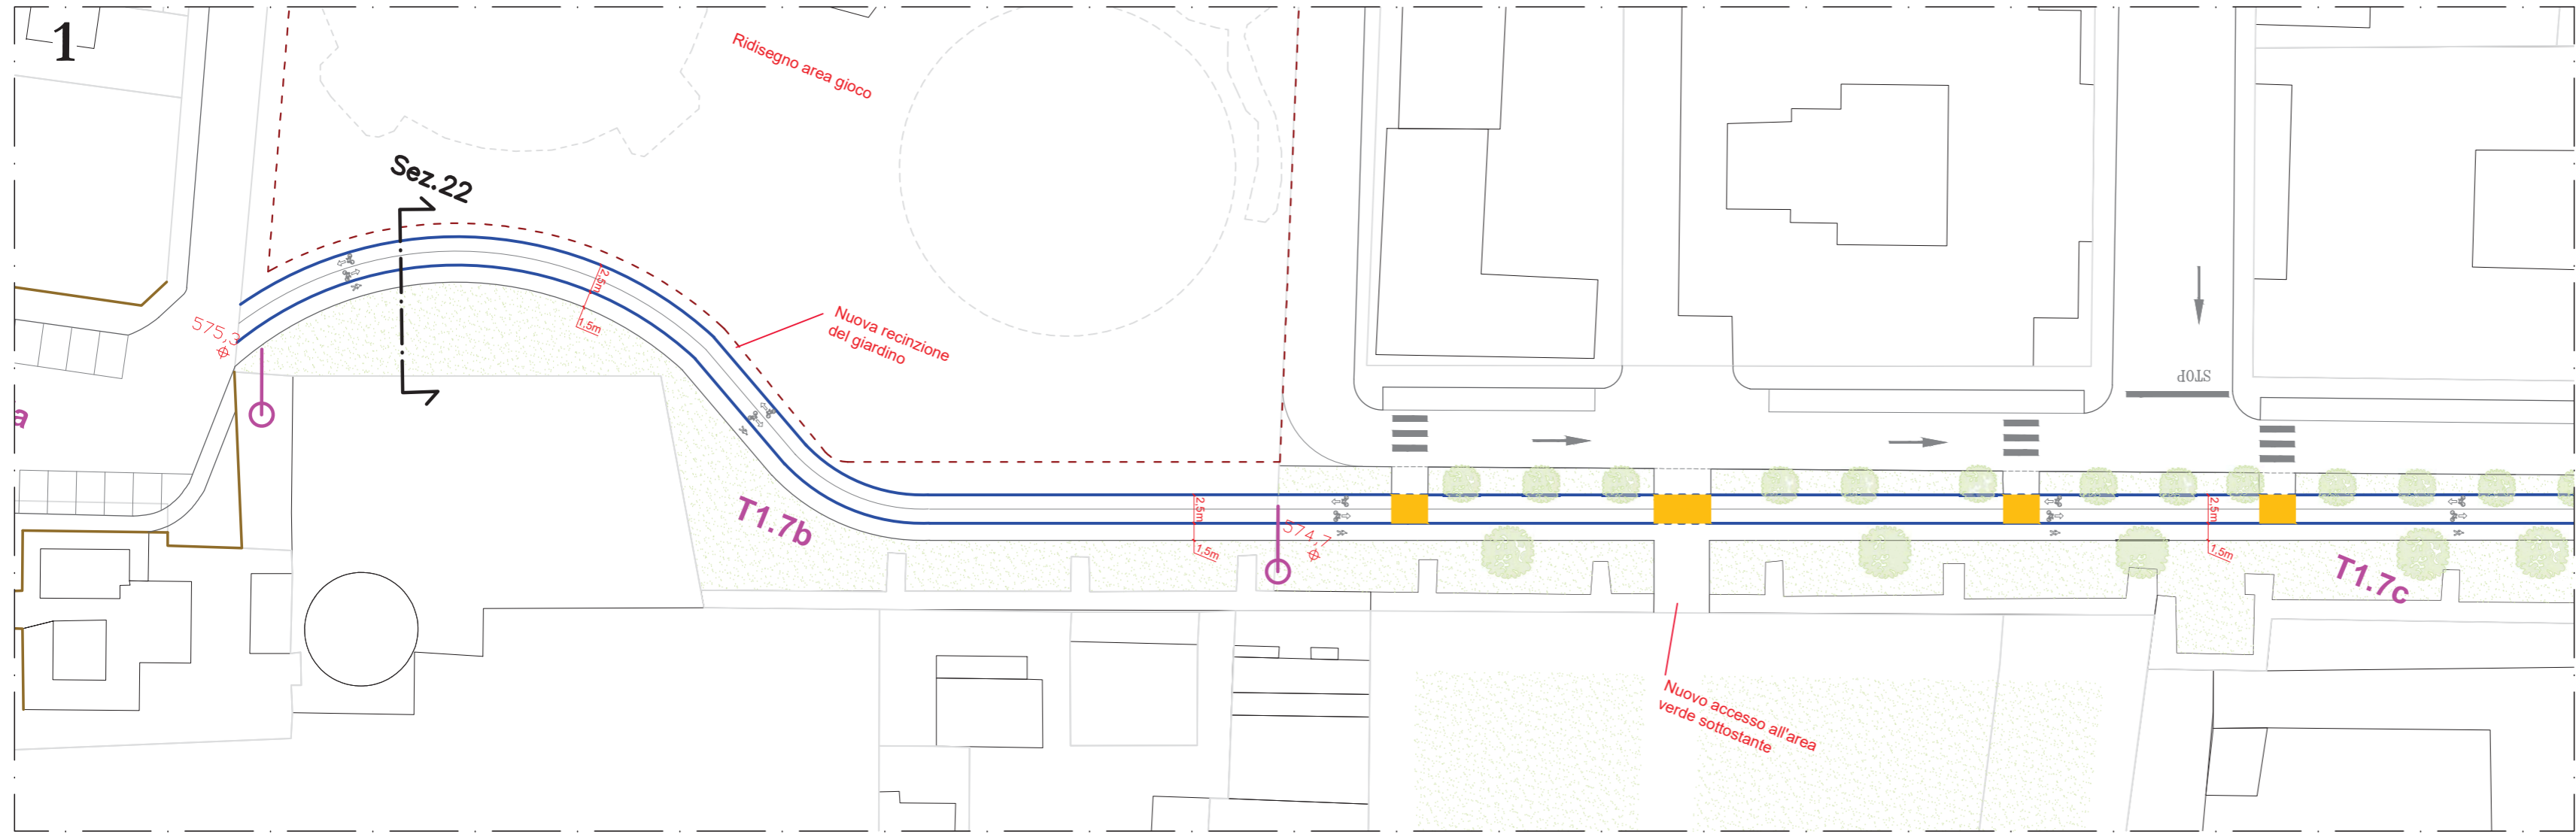 1
Ridisegno area gioco
Sez.22
575,3
2,5m
1,5m
Nuova recinzione
del giardino
STOP
a
T1.7b
2,5m
1,5m
574,7
2,5m
1,5m
T1.7c
Nuovo accesso all'area
verde sottostante